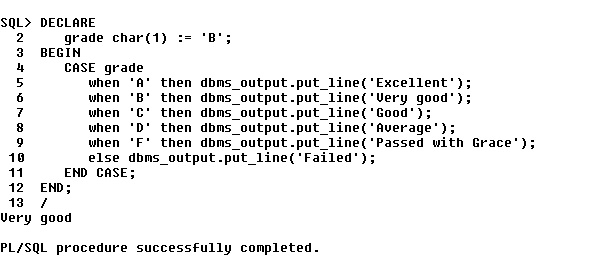 SQL> DECLARE
  2     grade char(1) := 'B';
  3  BEGIN
  4     CASE grade
  5        when 'A' then dbms_output.put_line('Excellent');
  6        when 'B' then dbms_output.put_line('Very good');
  7        when 'C' then dbms_output.put_line('Good');
  8        when 'D' then dbms_output.put_line('Average');
  9        when 'F' then dbms_output.put_line('Passed with Grace');
 10        else dbms_output.put_line('Failed');
 11     END CASE;
 12  END;
 13  /
Very good
PL/SQL procedure successfully completed.